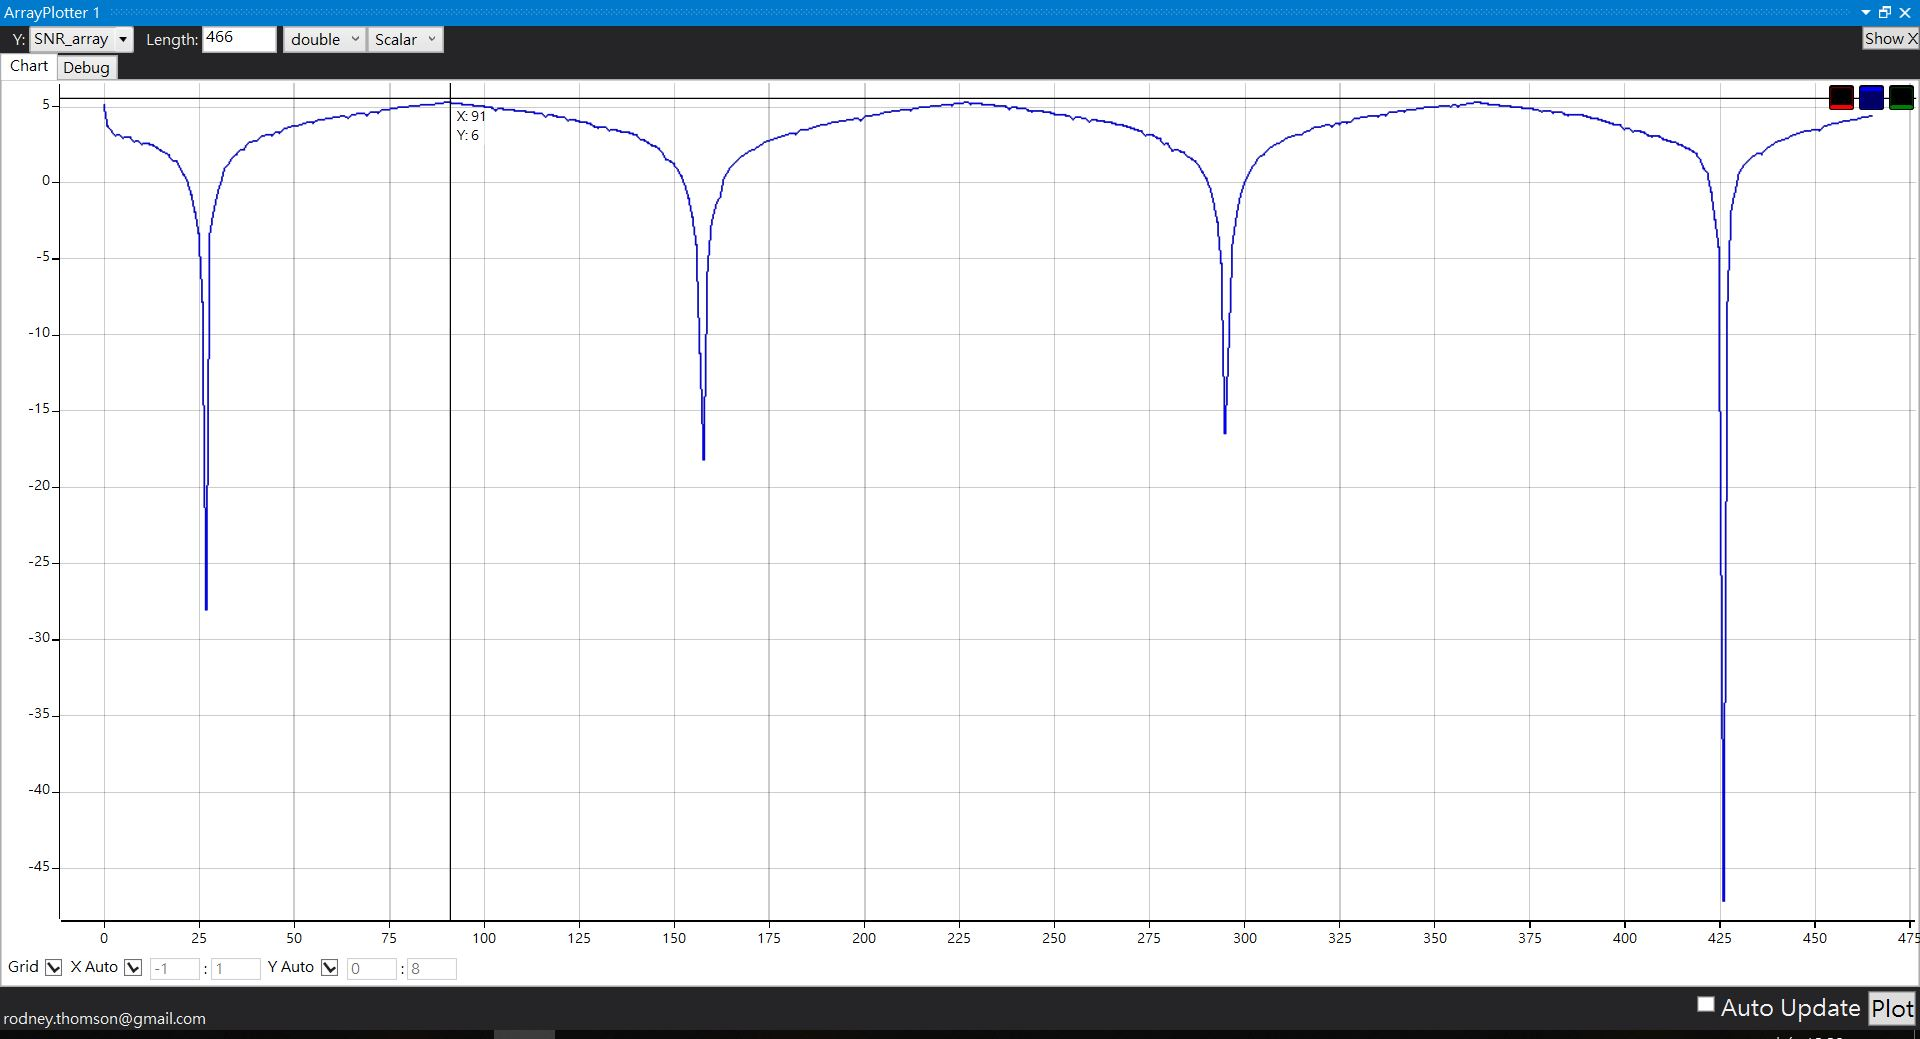 ArrayPlotter 1
Y: SNR_array Length: 466 double Scalar Show X
Chart Debug
5
X: 91
Y: 6
0
-5
-10
-15
-20
-25
-30
-35
-40
-45
0 25 50 75 100 125 150 175 200 225 250 275 300 325 350 375 400 425 450 475
Grid X Auto -1 : 1 Y Auto 0 : 8
Auto Update Plot
rodney.thomson@gmail.com